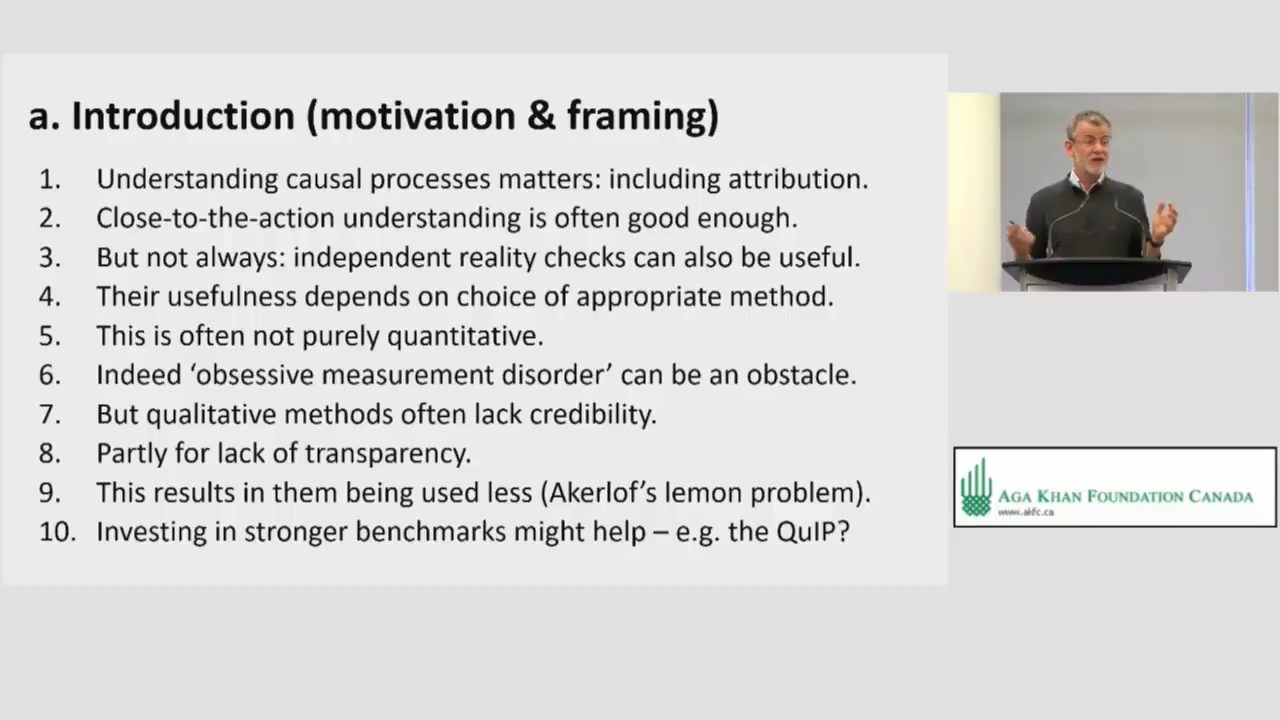 a. Introduction (motivation & framing)
1. Understanding causal processes matters: including attribution.
2. Close-to-the-action understanding is often good enough.
3. But not always: independent reality checks can also be useful.
4. Their usefulness depends on choice of appropriate method.
5. This is often not purely quantitative.
6. Indeed ‘obsessive measurement disorder’ can be an obstacle.
7. But qualitative methods often lack credibility.
8. Partly for lack of transparency.
9. This results in them being used less (Akerlof’s lemon problem).
10. Investing in stronger benchmarks might help – e.g. the QuIP?
AGA KHAN FOUNDATION CANADA
www.akfc.ca